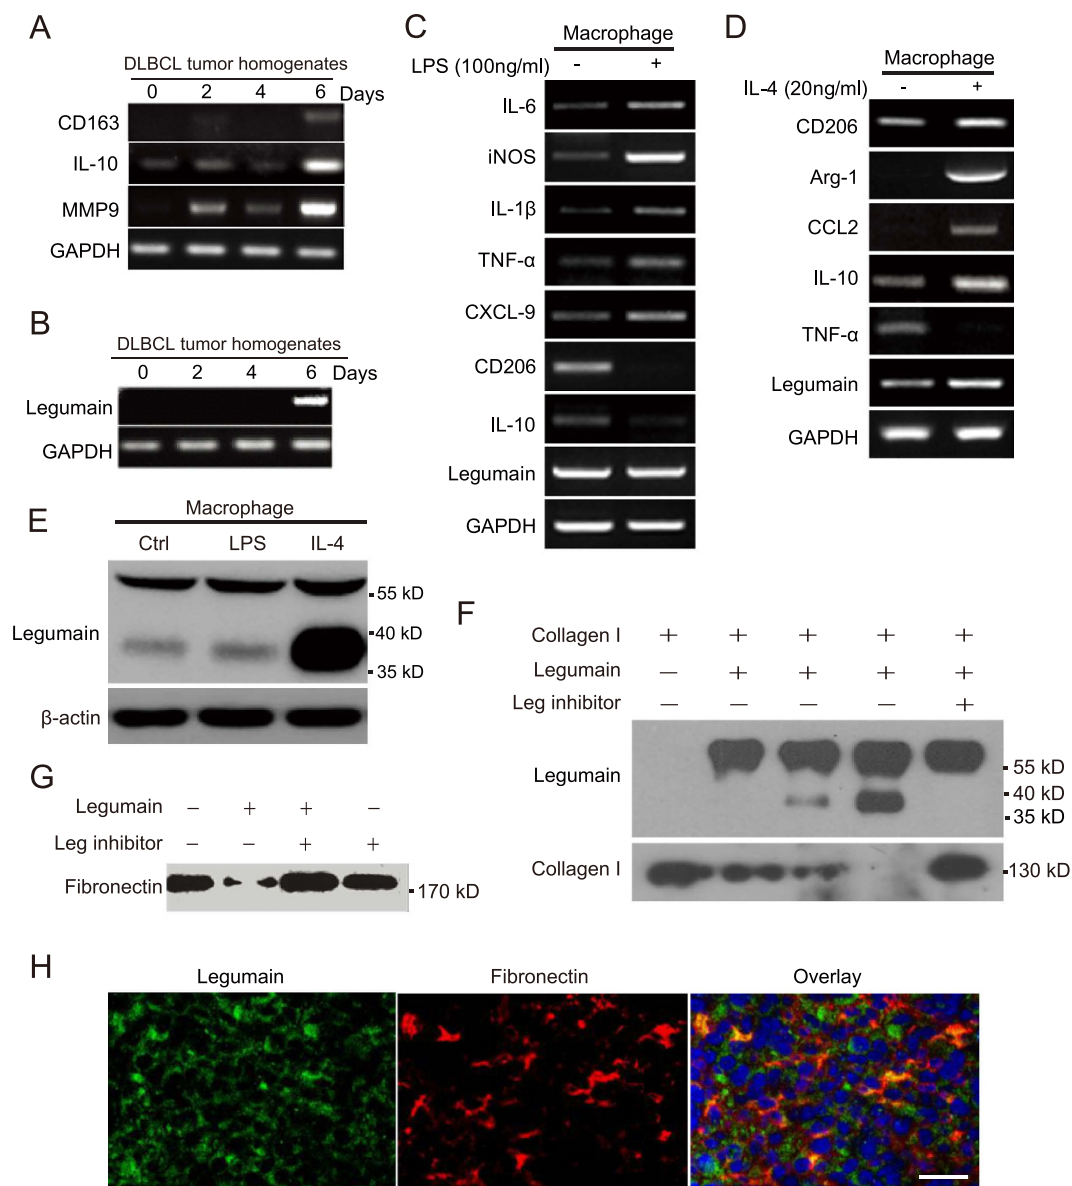 A
DLBCL tumor homogenates
0 2 4 6 Days
CD163
IL-10
MMP9
GAPDH
B
DLBCL tumor homogenates
0 2 4 6 Days
Legumain
GAPDH
C
Macrophage
LPS (100ng/ml) - +
IL-6
iNOS
IL-1β
TNF-α
CXCL-9
CD206
IL-10
Legumain
GAPDH
D
Macrophage
IL-4 (20ng/ml) - +
CD206
Arg-1
CCL2
IL-10
TNF-α
Legumain
GAPDH
E
Macrophage
Ctrl LPS IL-4
55 kD
Legumain
40 kD
35 kD
β-actin
F
Collagen I + + + + +
Legumain − + + + +
Leg inhibitor − − − − +
Legumain
55 kD
40 kD
35 kD
Collagen I
130 kD
G
Legumain − + + −
Leg inhibitor − − + +
Fibronectin
170 kD
H
Legumain Fibronectin Overlay